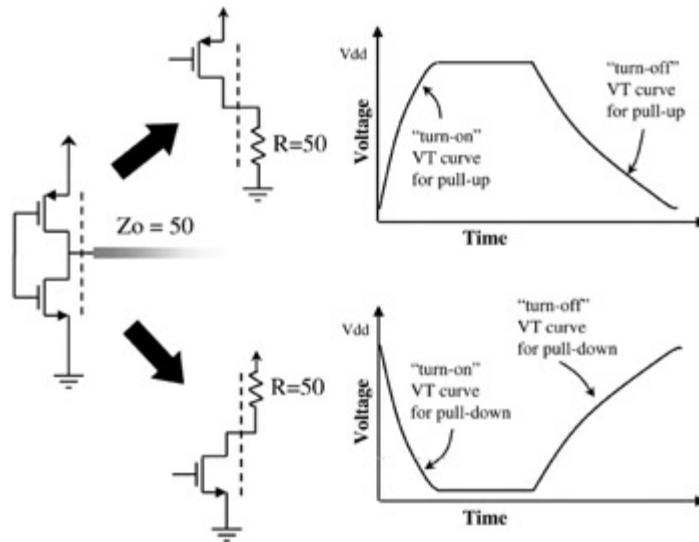 R=50
Zo = 50
R=50
Vdd
Voltage
"turn-on"
VT curve
for pull-up
"turn-off"
VT curve
for pull-up
Time
Vdd
Voltage
"turn-on"
VT curve
for pull-down
"turn-off"
VT curve
for pull-down
Time